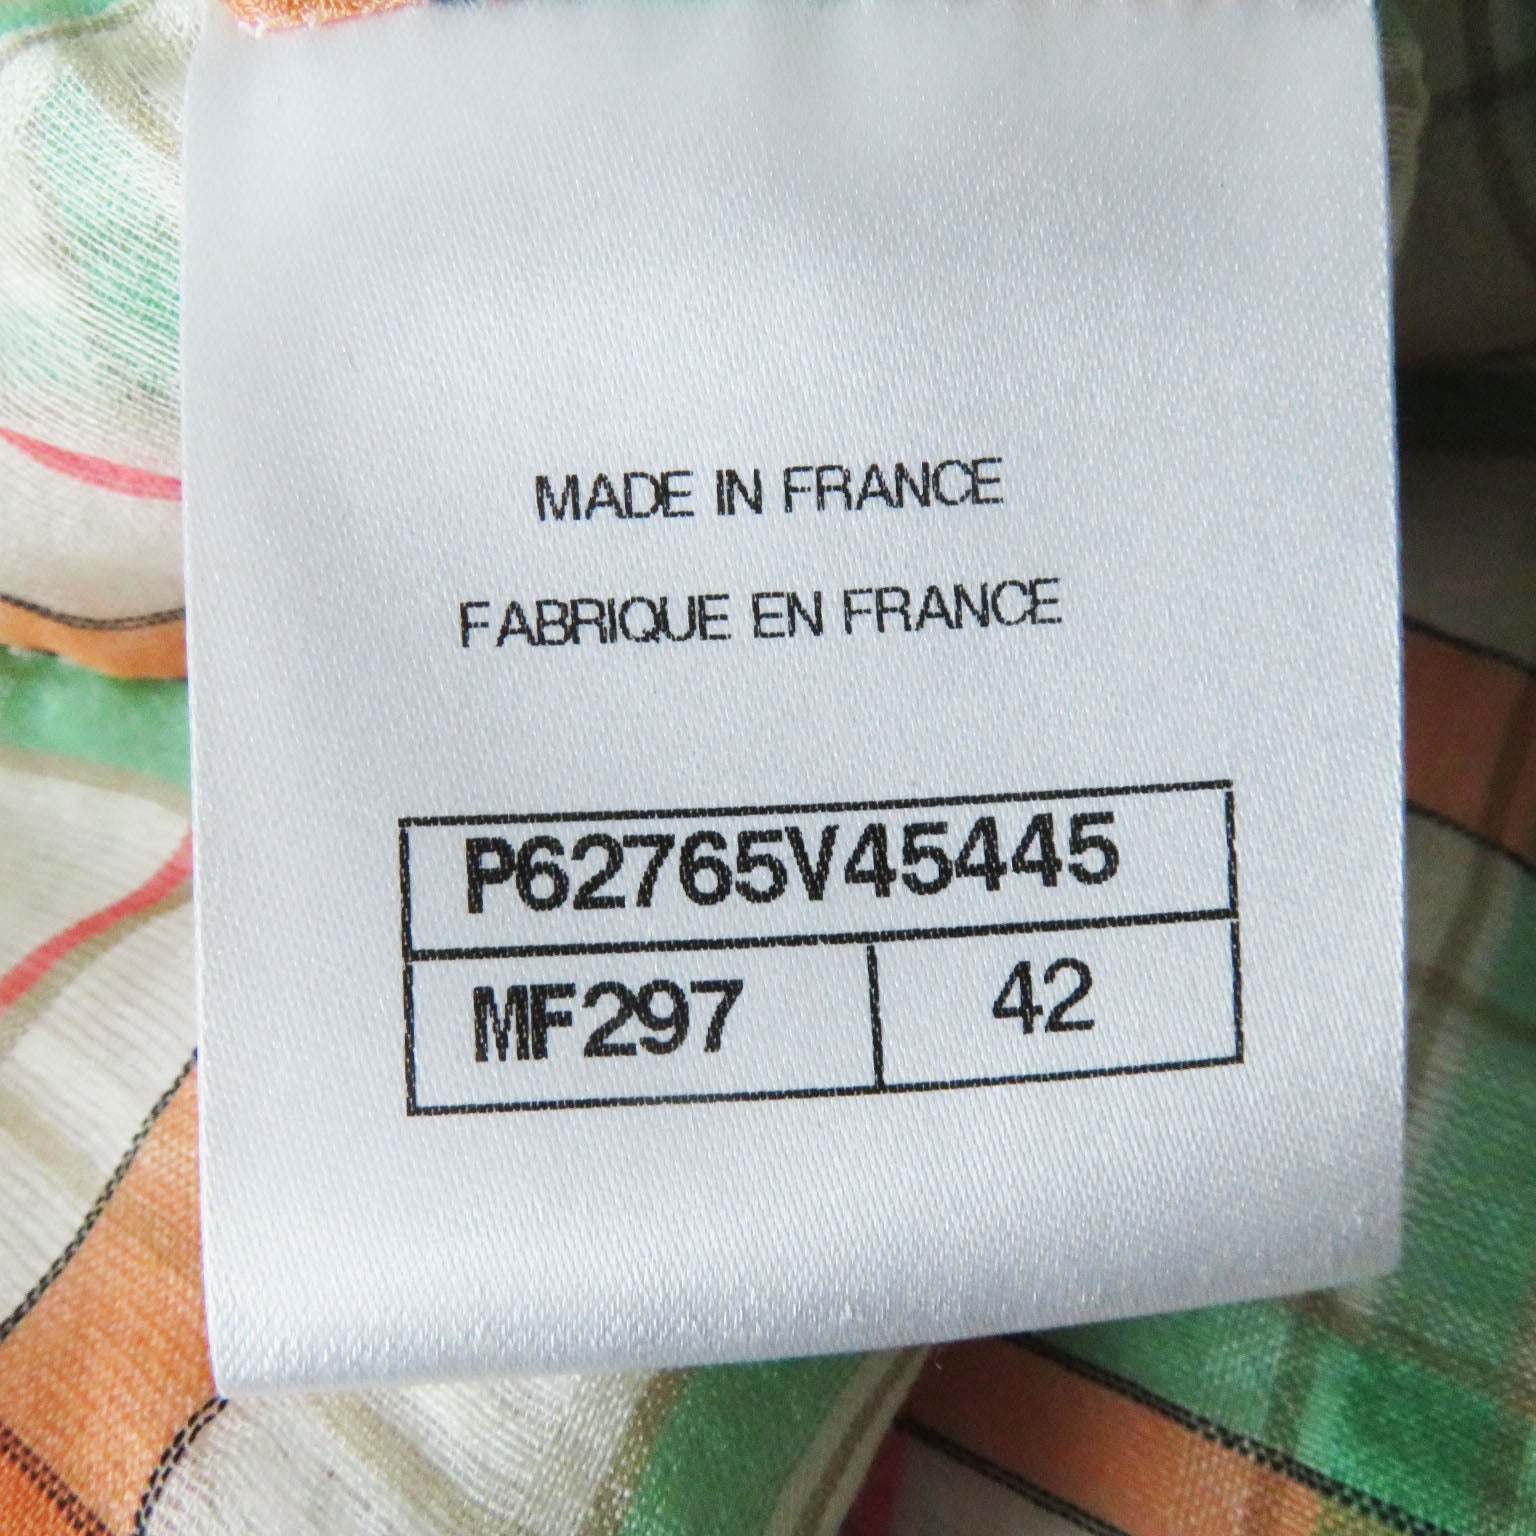 MADE IN FRANCE
FABRIQUE EN FRANCE
P62765V45445
MF297 42